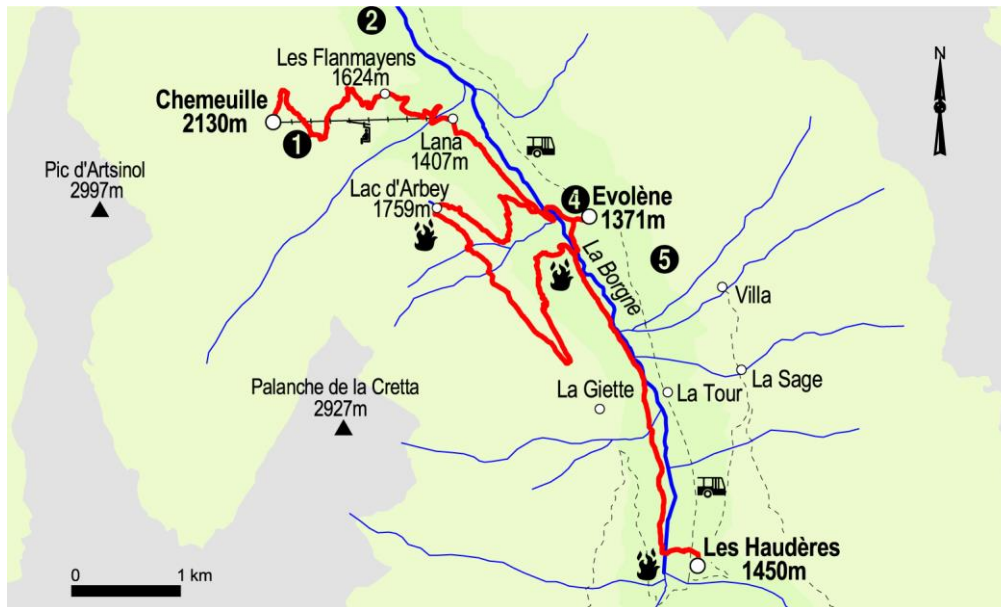 2
Les Flanmayens
1624m
N
Chemeuille
2130m
1
Lana
1407m
Pic d'Artsinol
2997m
Lac d'Arbey
1759m
4
Evolène
1371m
5
La Borgne
Villa
La Sage
Palanche de la Cretta
2927m
La Giette
La Tour
Les Haudères
1450m
0
1 km